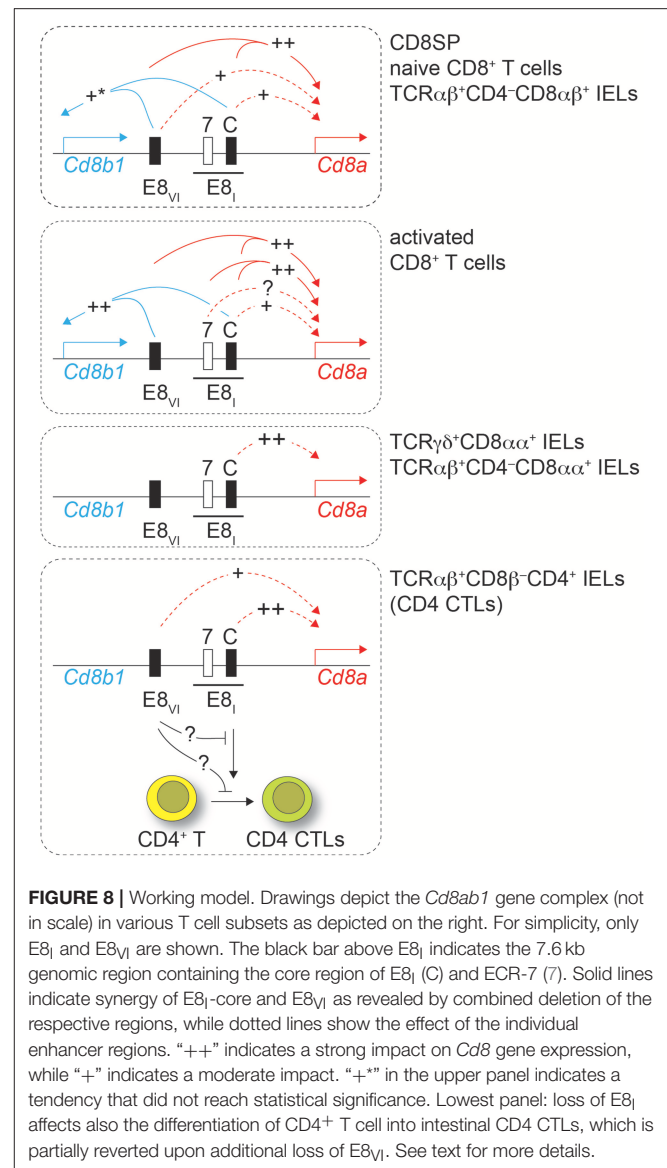 CD8SP
naive CD8⁺ T cells
TCRαβ⁺CD4⁻CD8αβ⁺ IELs
++
+
+*
+
7 C
Cd8b1
Cd8a
E8VI
E8I
activated
CD8⁺ T cells
++
++
?
++
+
7 C
Cd8b1
Cd8a
E8VI
E8I
TCRγδ⁺CD8αα⁺ IELs
TCRαβ⁺CD4⁻CD8αα⁺ IELs
++
7 C
Cd8b1
Cd8a
E8VI
E8I
TCRαβ⁺CD8β⁻CD4⁺ IELs
(CD4 CTLs)
+
++
7 C
Cd8b1
Cd8a
E8VI
E8I
?
?
CD4⁺ T
CD4 CTLs
FIGURE 8 | Working model. Drawings depict the Cd8ab1 gene complex (not
in scale) in various T cell subsets as depicted on the right. For simplicity, only
E8I and E8VI are shown. The black bar above E8I indicates the 7.6 kb
genomic region containing the core region of E8I (C) and ECR-7 (7). Solid lines
indicate synergy of E8I-core and E8VI as revealed by combined deletion of the
respective regions, while dotted lines show the effect of the individual
enhancer regions. “++” indicates a strong impact on Cd8 gene expression,
while “+” indicates a moderate impact. “+*” in the upper panel indicates a
tendency that did not reach statistical significance. Lowest panel: loss of E8I
affects also the differentiation of CD4⁺ T cell into intestinal CD4 CTLs, which is
partially reverted upon additional loss of E8VI. See text for more details.